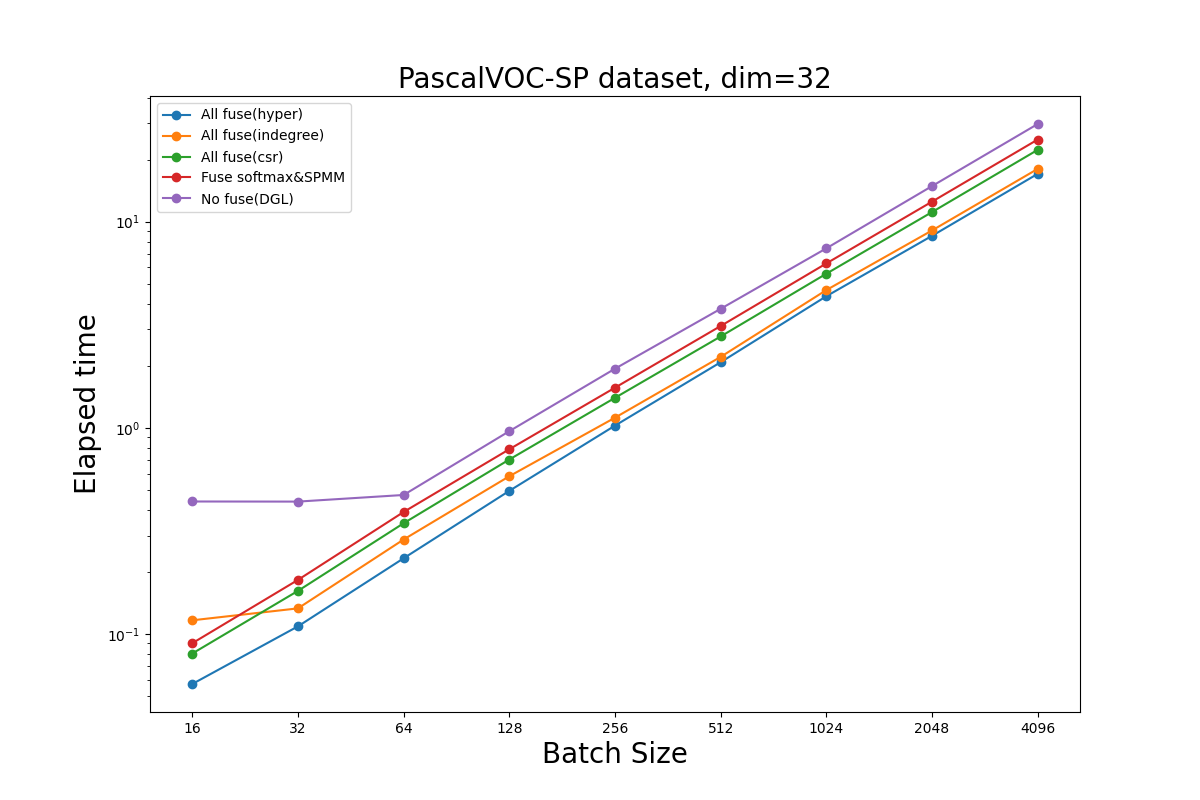 PascalVOC-SP dataset, dim=32
All fuse(hyper)
All fuse(indegree)
All fuse(csr)
Fuse softmax&SPMM
No fuse(DGL)
Elapsed time
10¹
10⁰
10⁻¹
16 32 64 128 256 512 1024 2048 4096
Batch Size